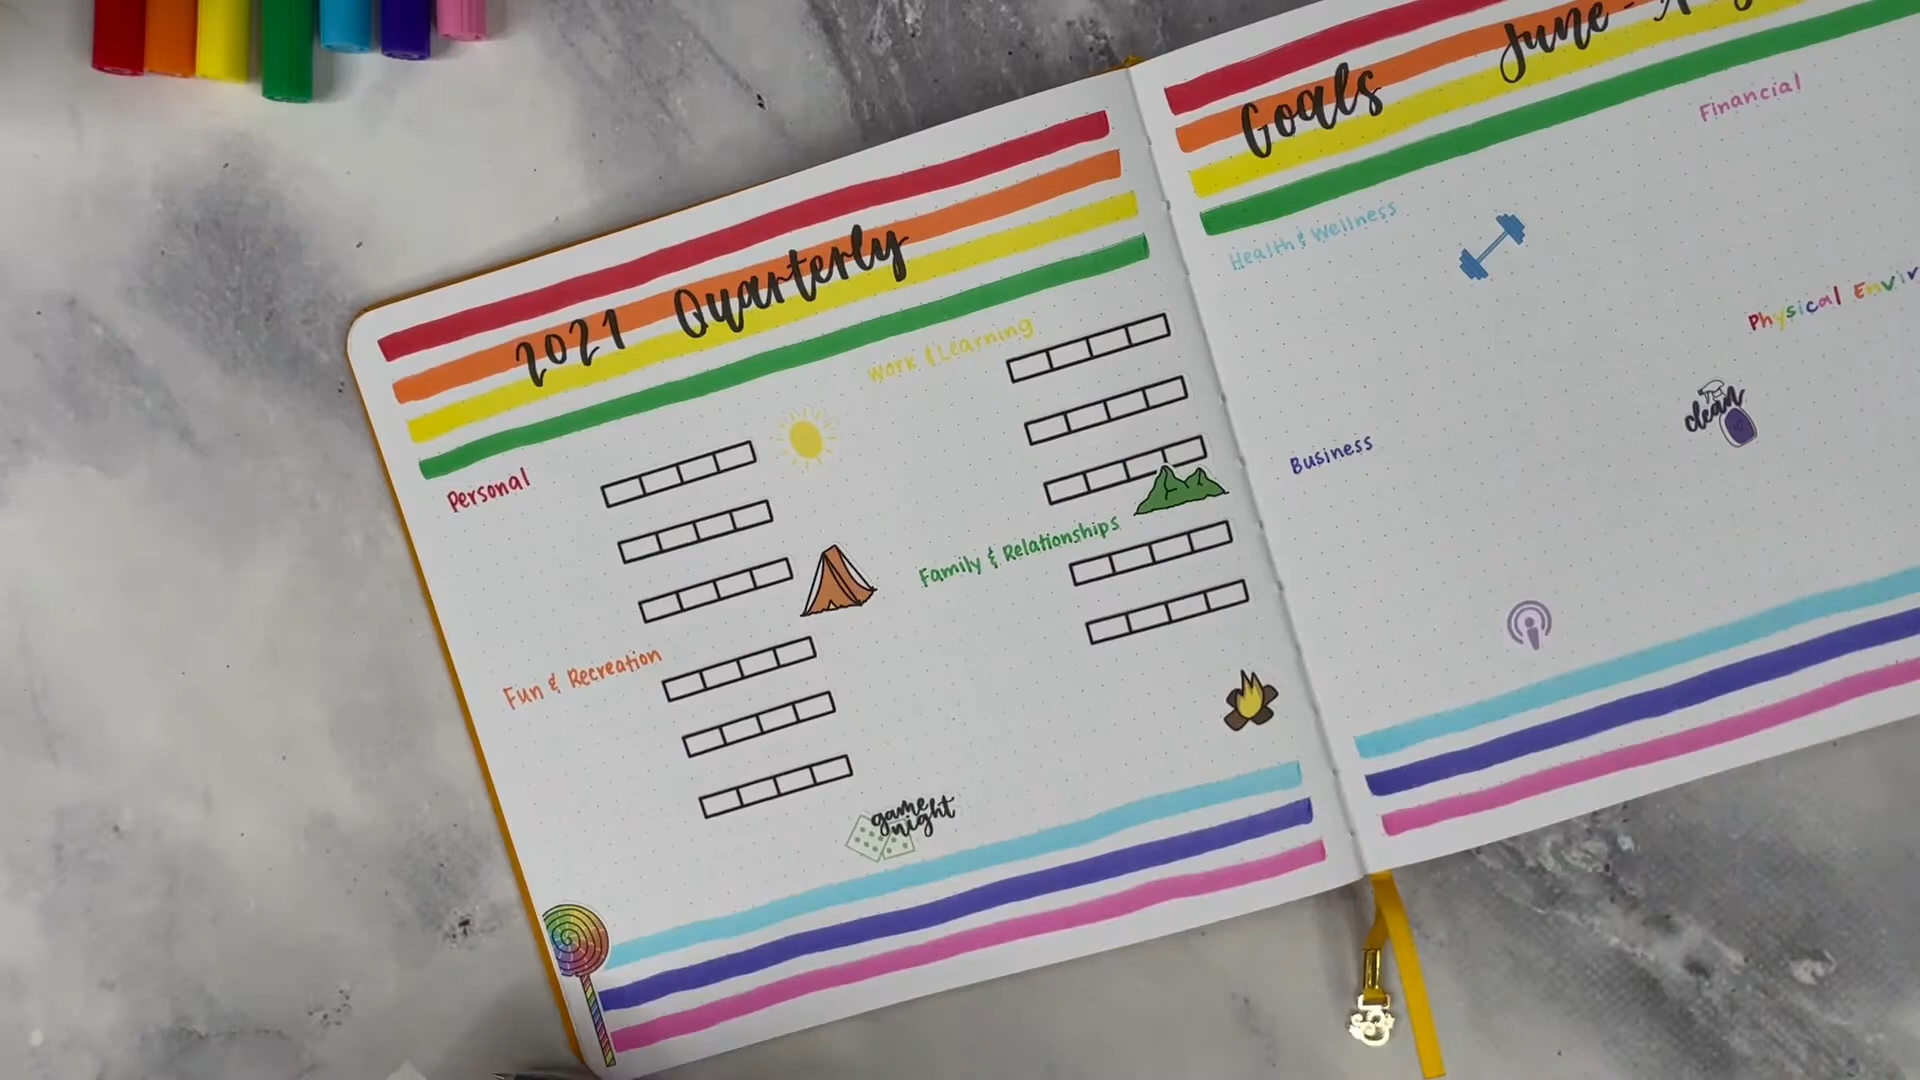 2021 Quarterly
Personal
Work & Learning
Fun & Recreation
Family & Relationships
game
night
Goals June -
Health & Wellness
Financial
Physical
clean
Business